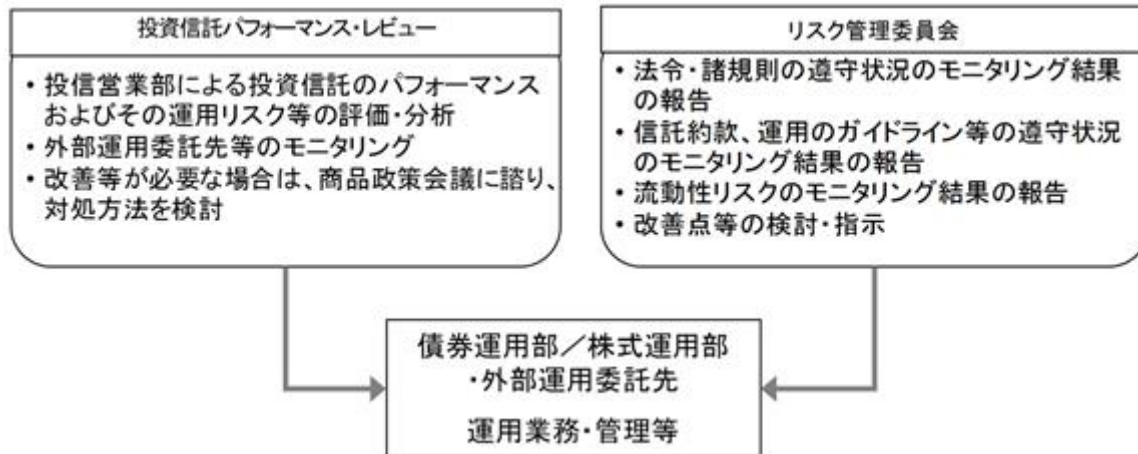 投資信託パフォーマンス・レビュー
・投信営業部による投資信託のパフォーマンス
およびその運用リスク等の評価・分析
・外部運用委託先等のモニタリング
・改善等が必要な場合は、商品政策会議に諮り、
対処方法を検討
リスク管理委員会
・法令・諸規則の遵守状況のモニタリング結果
の報告
・信託約款、運用のガイドライン等の遵守状況
のモニタリング結果の報告
・流動性リスクのモニタリング結果の報告
・改善点等の検討・指示
債券運用部／株式運用部
・外部運用委託先
運用業務・管理等